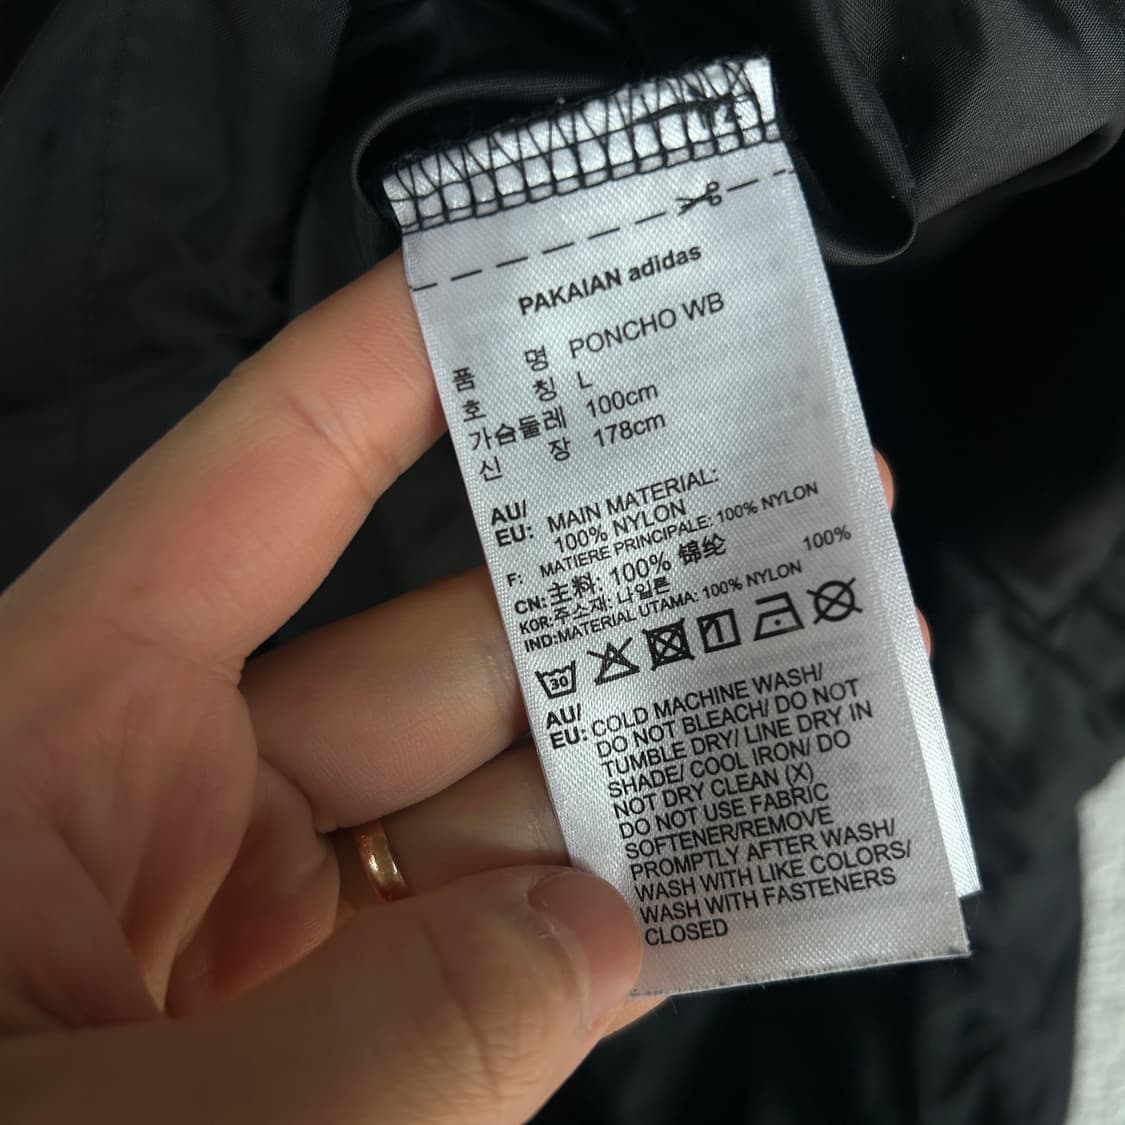 PAKAIAN adidas
품 명 PONCHO WB
호 칭 L
가슴둘레 100cm
신 장 178cm
AU/ EU: MAIN MATERIAL:
100% NYLON
F: MATIERE PRINCIPALE: 100% NYLON
CN: 主料: 100% 锦纶
KOR: 주소재: 나일론 100%
IND: MATERIAL UTAMA: 100% NYLON
30
AU/ EU: COLD MACHINE WASH/
DO NOT BLEACH/ DO NOT
TUMBLE DRY/ LINE DRY IN
SHADE/ COOL IRON/ DO
NOT DRY CLEAN (X)
DO NOT USE FABRIC
SOFTENER/REMOVE
PROMPTLY AFTER WASH/
WASH WITH LIKE COLORS/
WASH WITH FASTENERS
CLOSED